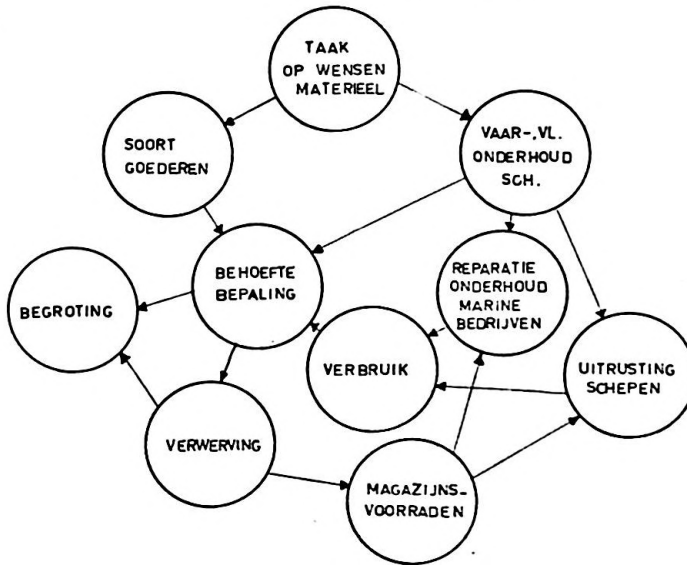 TAAK
OP WENSEN
MATERIEEL
SOORT
GOEDEREN
VAAR-,VL.
ONDERHOUD
SCH.
BEHOEFTE
BEPALING
REPARATIE
ONDERHOUD
MARINE
BEDRIJVEN
BEGROTING
VERBRUIK
UITRUSTING
SCHEPEN
VERWERVING
MAGAZIJNS-
VOORRADEN